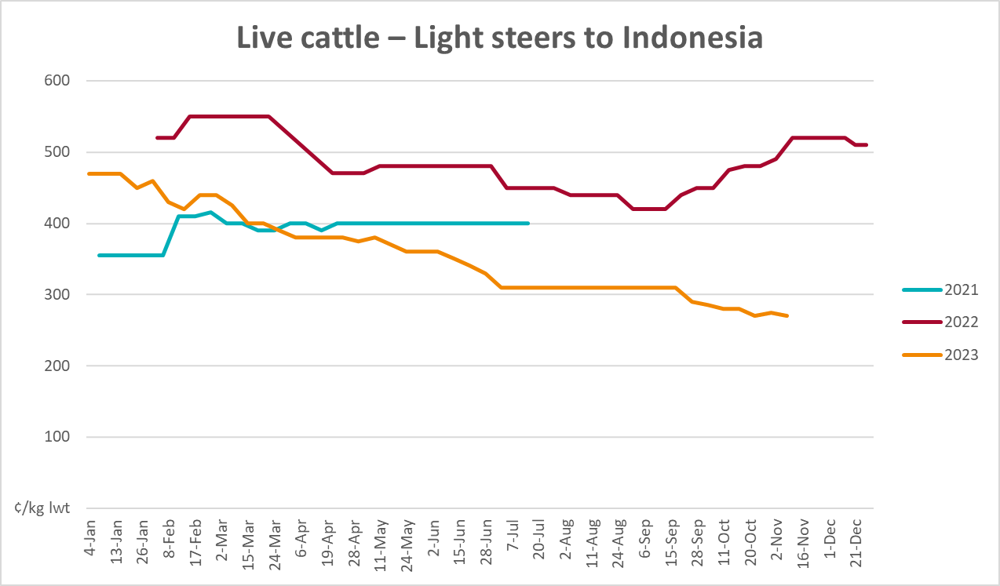 Live cattle – Light steers to Indonesia
600
500
400
300
200
100
¢/kg lwt
4-Jan
13-Jan
26-Jan
8-Feb
17-Feb
2-Mar
15-Mar
24-Mar
6-Apr
19-Apr
28-Apr
11-May
24-May
2-Jun
15-Jun
28-Jun
7-Jul
20-Jul
2-Aug
11-Aug
24-Aug
6-Sep
15-Sep
28-Sep
11-Oct
20-Oct
2-Nov
16-Nov
1-Dec
21-Dec
2021
2022
2023